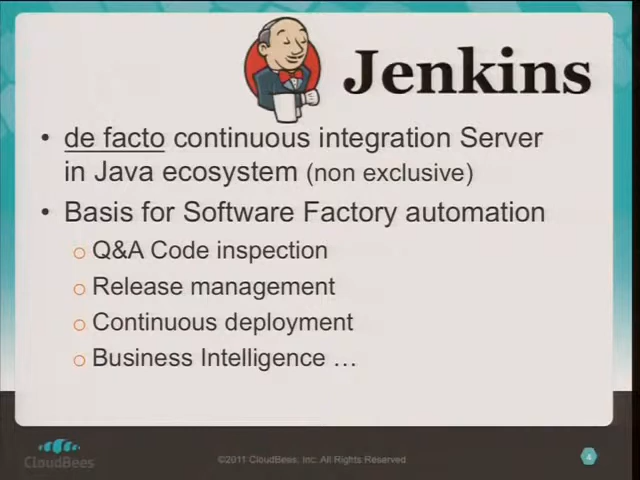 Jenkins
• de facto continuous integration Server
in Java ecosystem (non exclusive)
• Basis for Software Factory automation
o Q&A Code inspection
o Release management
o Continuous deployment
o Business Intelligence …
CloudBees
©2011 CloudBees, Inc. All Rights Reserved
4